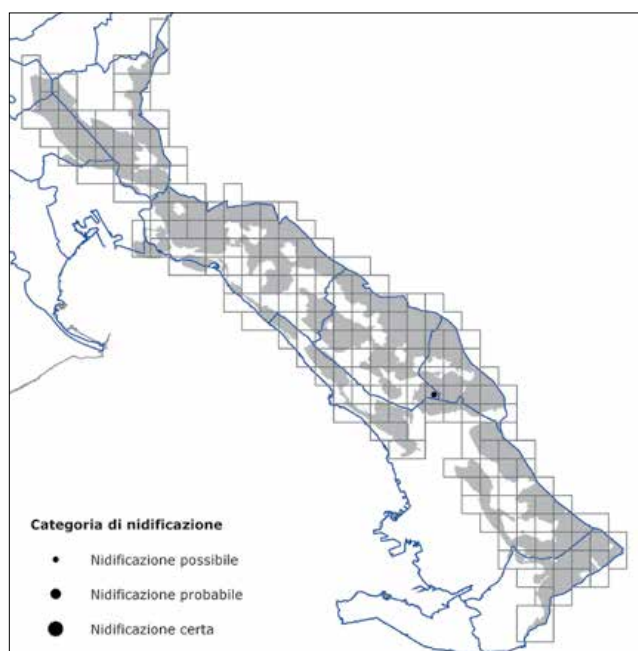 Categoria di nidificazione
Nidificazione possibile
Nidificazione probabile
Nidificazione certa